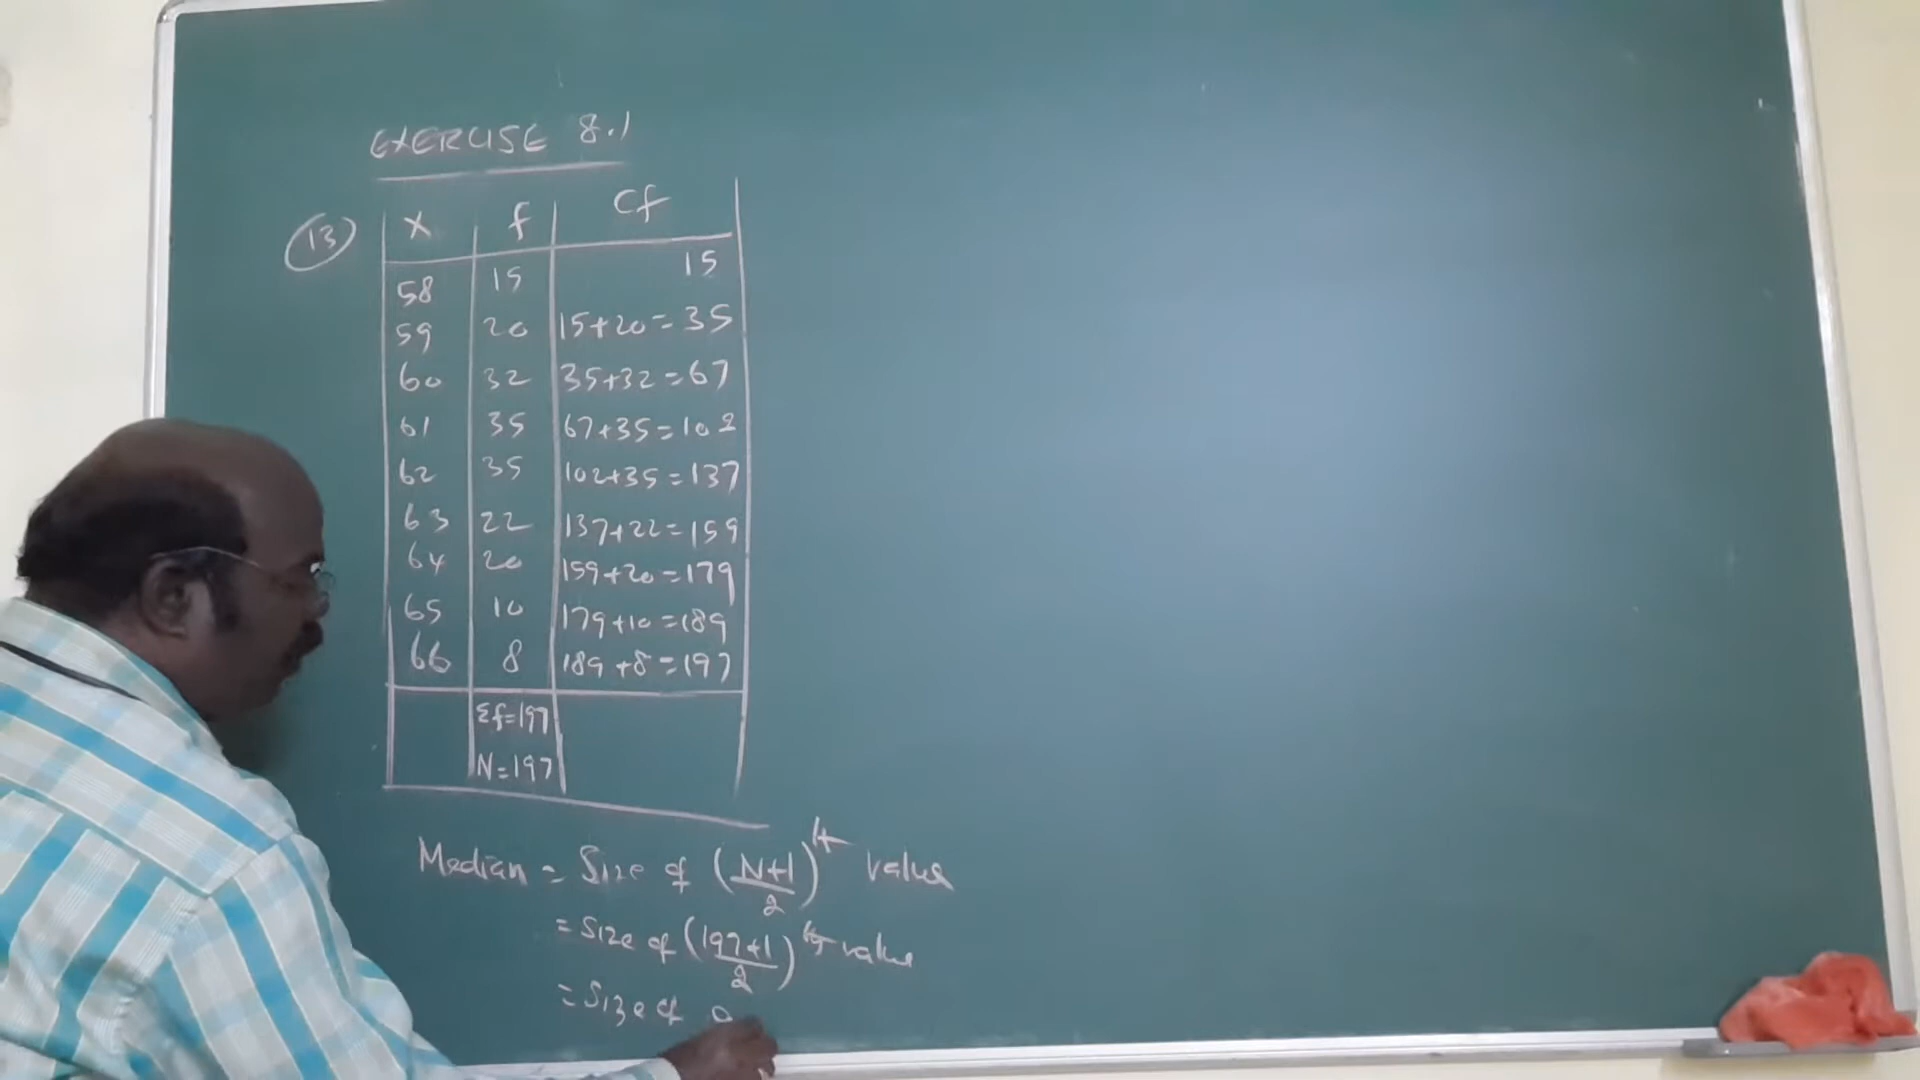 EXERCISE 8.1
13 x f Cf
58 15 15
59 20 15+20=35
60 32 35+32=67
61 35 67+35=102
62 35 102+35=137
63 22 137+22=159
64 20 159+20=179
65 10 179+10=189
66 8 189+8=197
Σf=197
N=197
Median = Size of (N+1/2)th value
= Size of (197+1/2)th value
= Size of 9